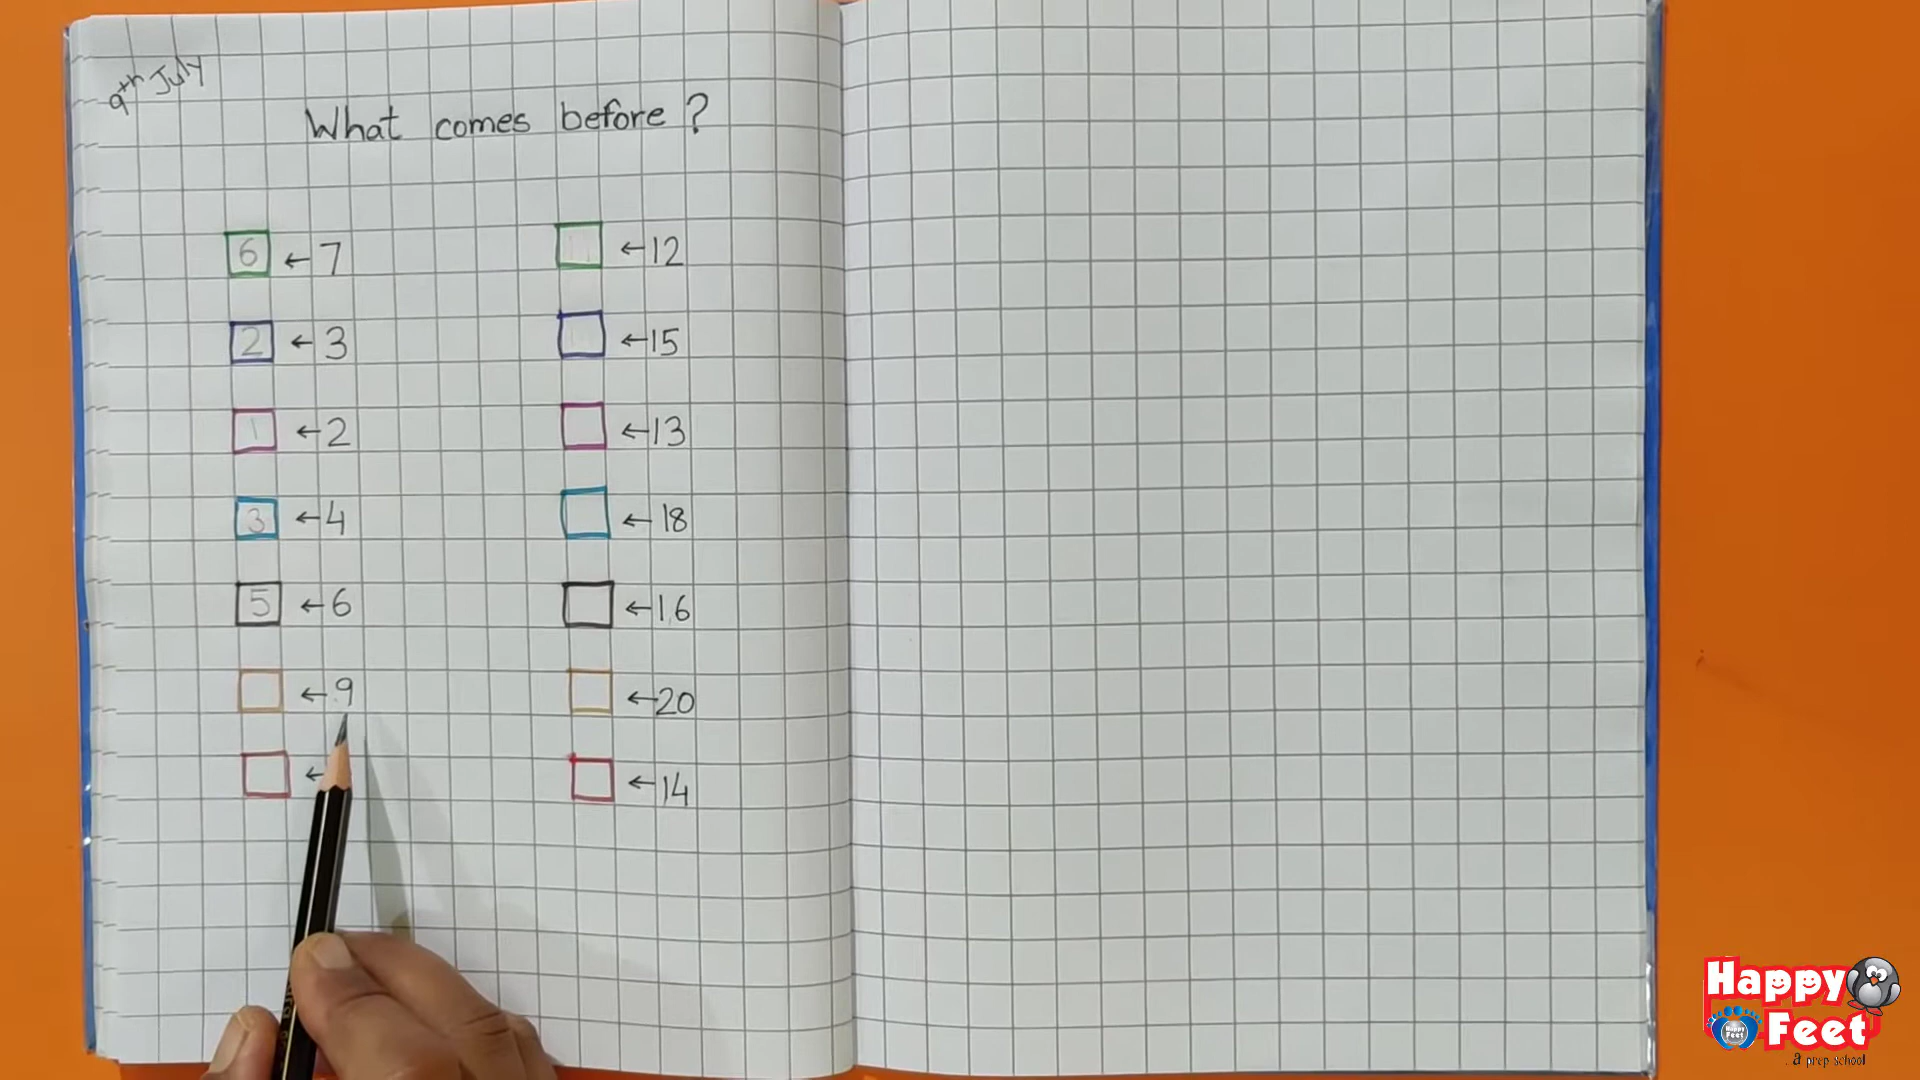 9th July
What comes before ?
6 ← 7
2 ← 3
1 ← 2
3 ← 4
5 ← 6
← 9
←
← 12
← 15
← 13
← 18
← 16
← 20
← 14
Happy
Feet
a prep school